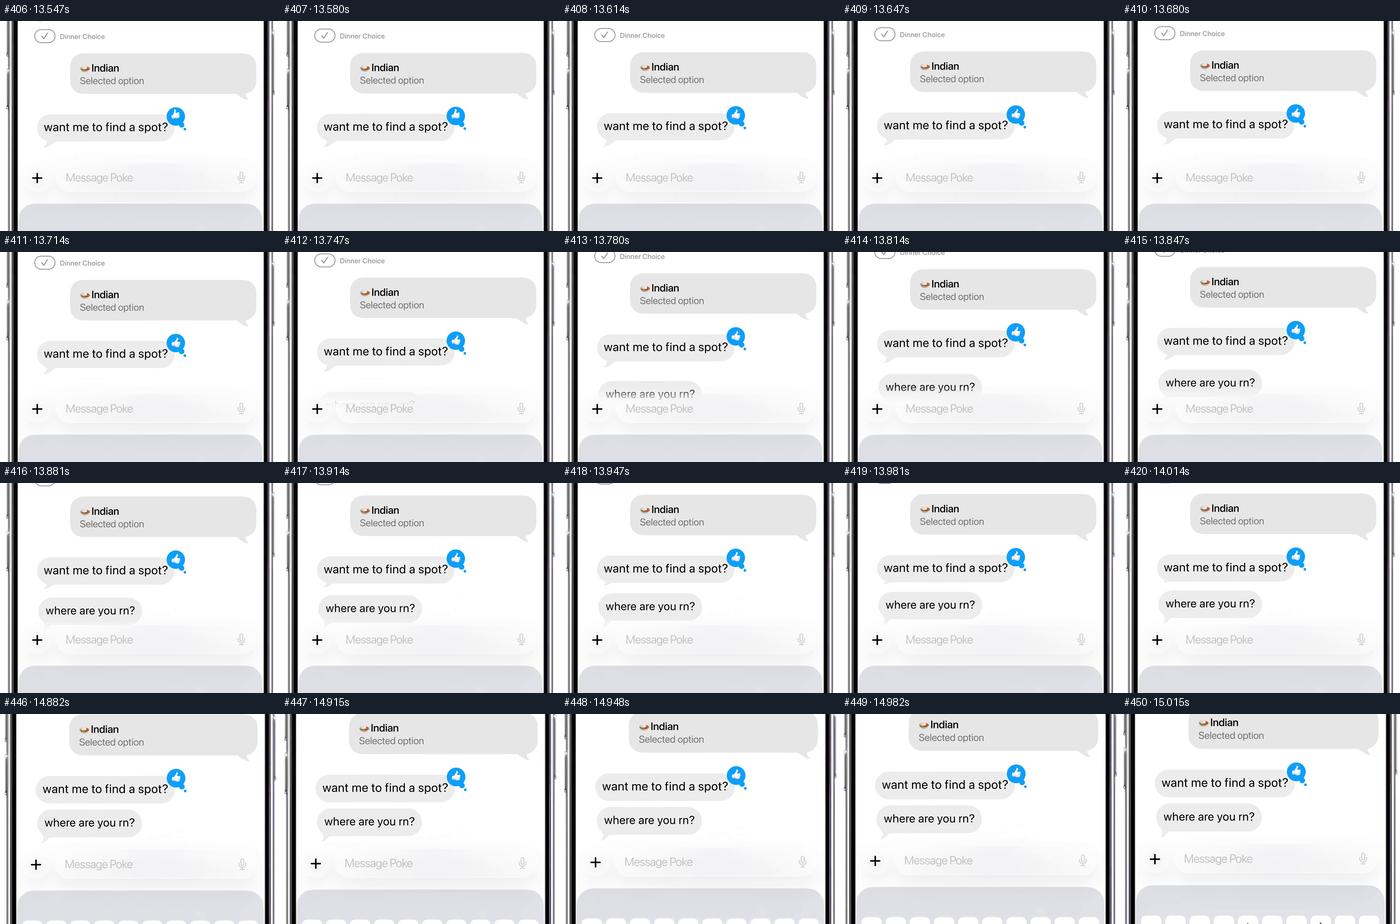 #406 · 13.547s
Dinner Choice
Indian
Selected option
want me to find a spot?
Message Poke
#407 · 13.580s
Dinner Choice
Indian
Selected option
want me to find a spot?
Message Poke
#408 · 13.614s
Dinner Choice
Indian
Selected option
want me to find a spot?
Message Poke
#409 · 13.647s
Dinner Choice
Indian
Selected option
want me to find a spot?
Message Poke
#410 · 13.680s
Dinner Choice
Indian
Selected option
want me to find a spot?
Message Poke
#411 · 13.714s
Dinner Choice
Indian
Selected option
want me to find a spot?
Message Poke
#412 · 13.747s
Dinner Choice
Indian
Selected option
want me to find a spot?
Message Poke
#413 · 13.780s
Dinner Choice
Indian
Selected option
want me to find a spot?
where are you rn?
Message Poke
#414 · 13.814s
Dinner Choice
Indian
Selected option
want me to find a spot?
where are you rn?
Message Poke
#415 · 13.847s
Indian
Selected option
want me to find a spot?
where are you rn?
Message Poke
#416 · 13.881s
Indian
Selected option
want me to find a spot?
where are you rn?
Message Poke
#417 · 13.914s
Indian
Selected option
want me to find a spot?
where are you rn?
Message Poke
#418 · 13.947s
Indian
Selected option
want me to find a spot?
where are you rn?
Message Poke
#419 · 13.981s
Indian
Selected option
want me to find a spot?
where are you rn?
Message Poke
#420 · 14.014s
Indian
Selected option
want me to find a spot?
where are you rn?
Message Poke
#446 · 14.882s
Indian
Selected option
want me to find a spot?
where are you rn?
Message Poke
#447 · 14.915s
Indian
Selected option
want me to find a spot?
where are you rn?
Message Poke
#448 · 14.948s
Indian
Selected option
want me to find a spot?
where are you rn?
Message Poke
#449 · 14.982s
Indian
Selected option
want me to find a spot?
where are you rn?
Message Poke
#450 · 15.015s
Indian
Selected option
want me to find a spot?
where are you rn?
Message Poke